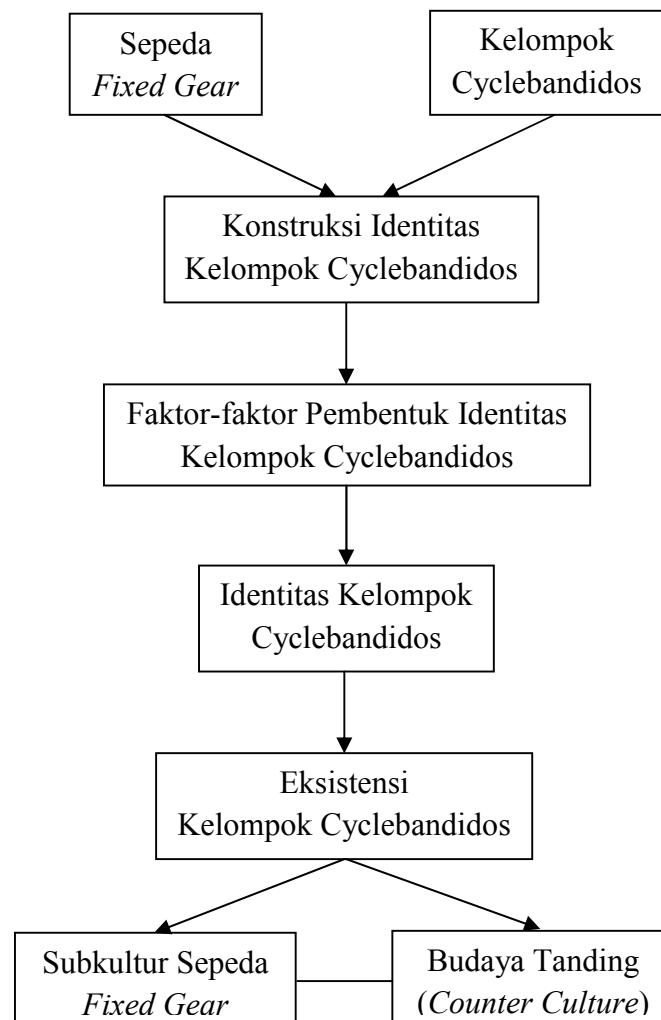 Sepeda
Fixed Gear
Kelompok
Cyclebandidos
Konstruksi Identitas
Kelompok Cyclebandidos
Faktor-faktor Pembentuk Identitas
Kelompok Cyclebandidos
Identitas Kelompok
Cyclebandidos
Eksistensi
Kelompok Cyclebandidos
Subkultur Sepeda
Fixed Gear
Budaya Tanding
(Counter Culture)